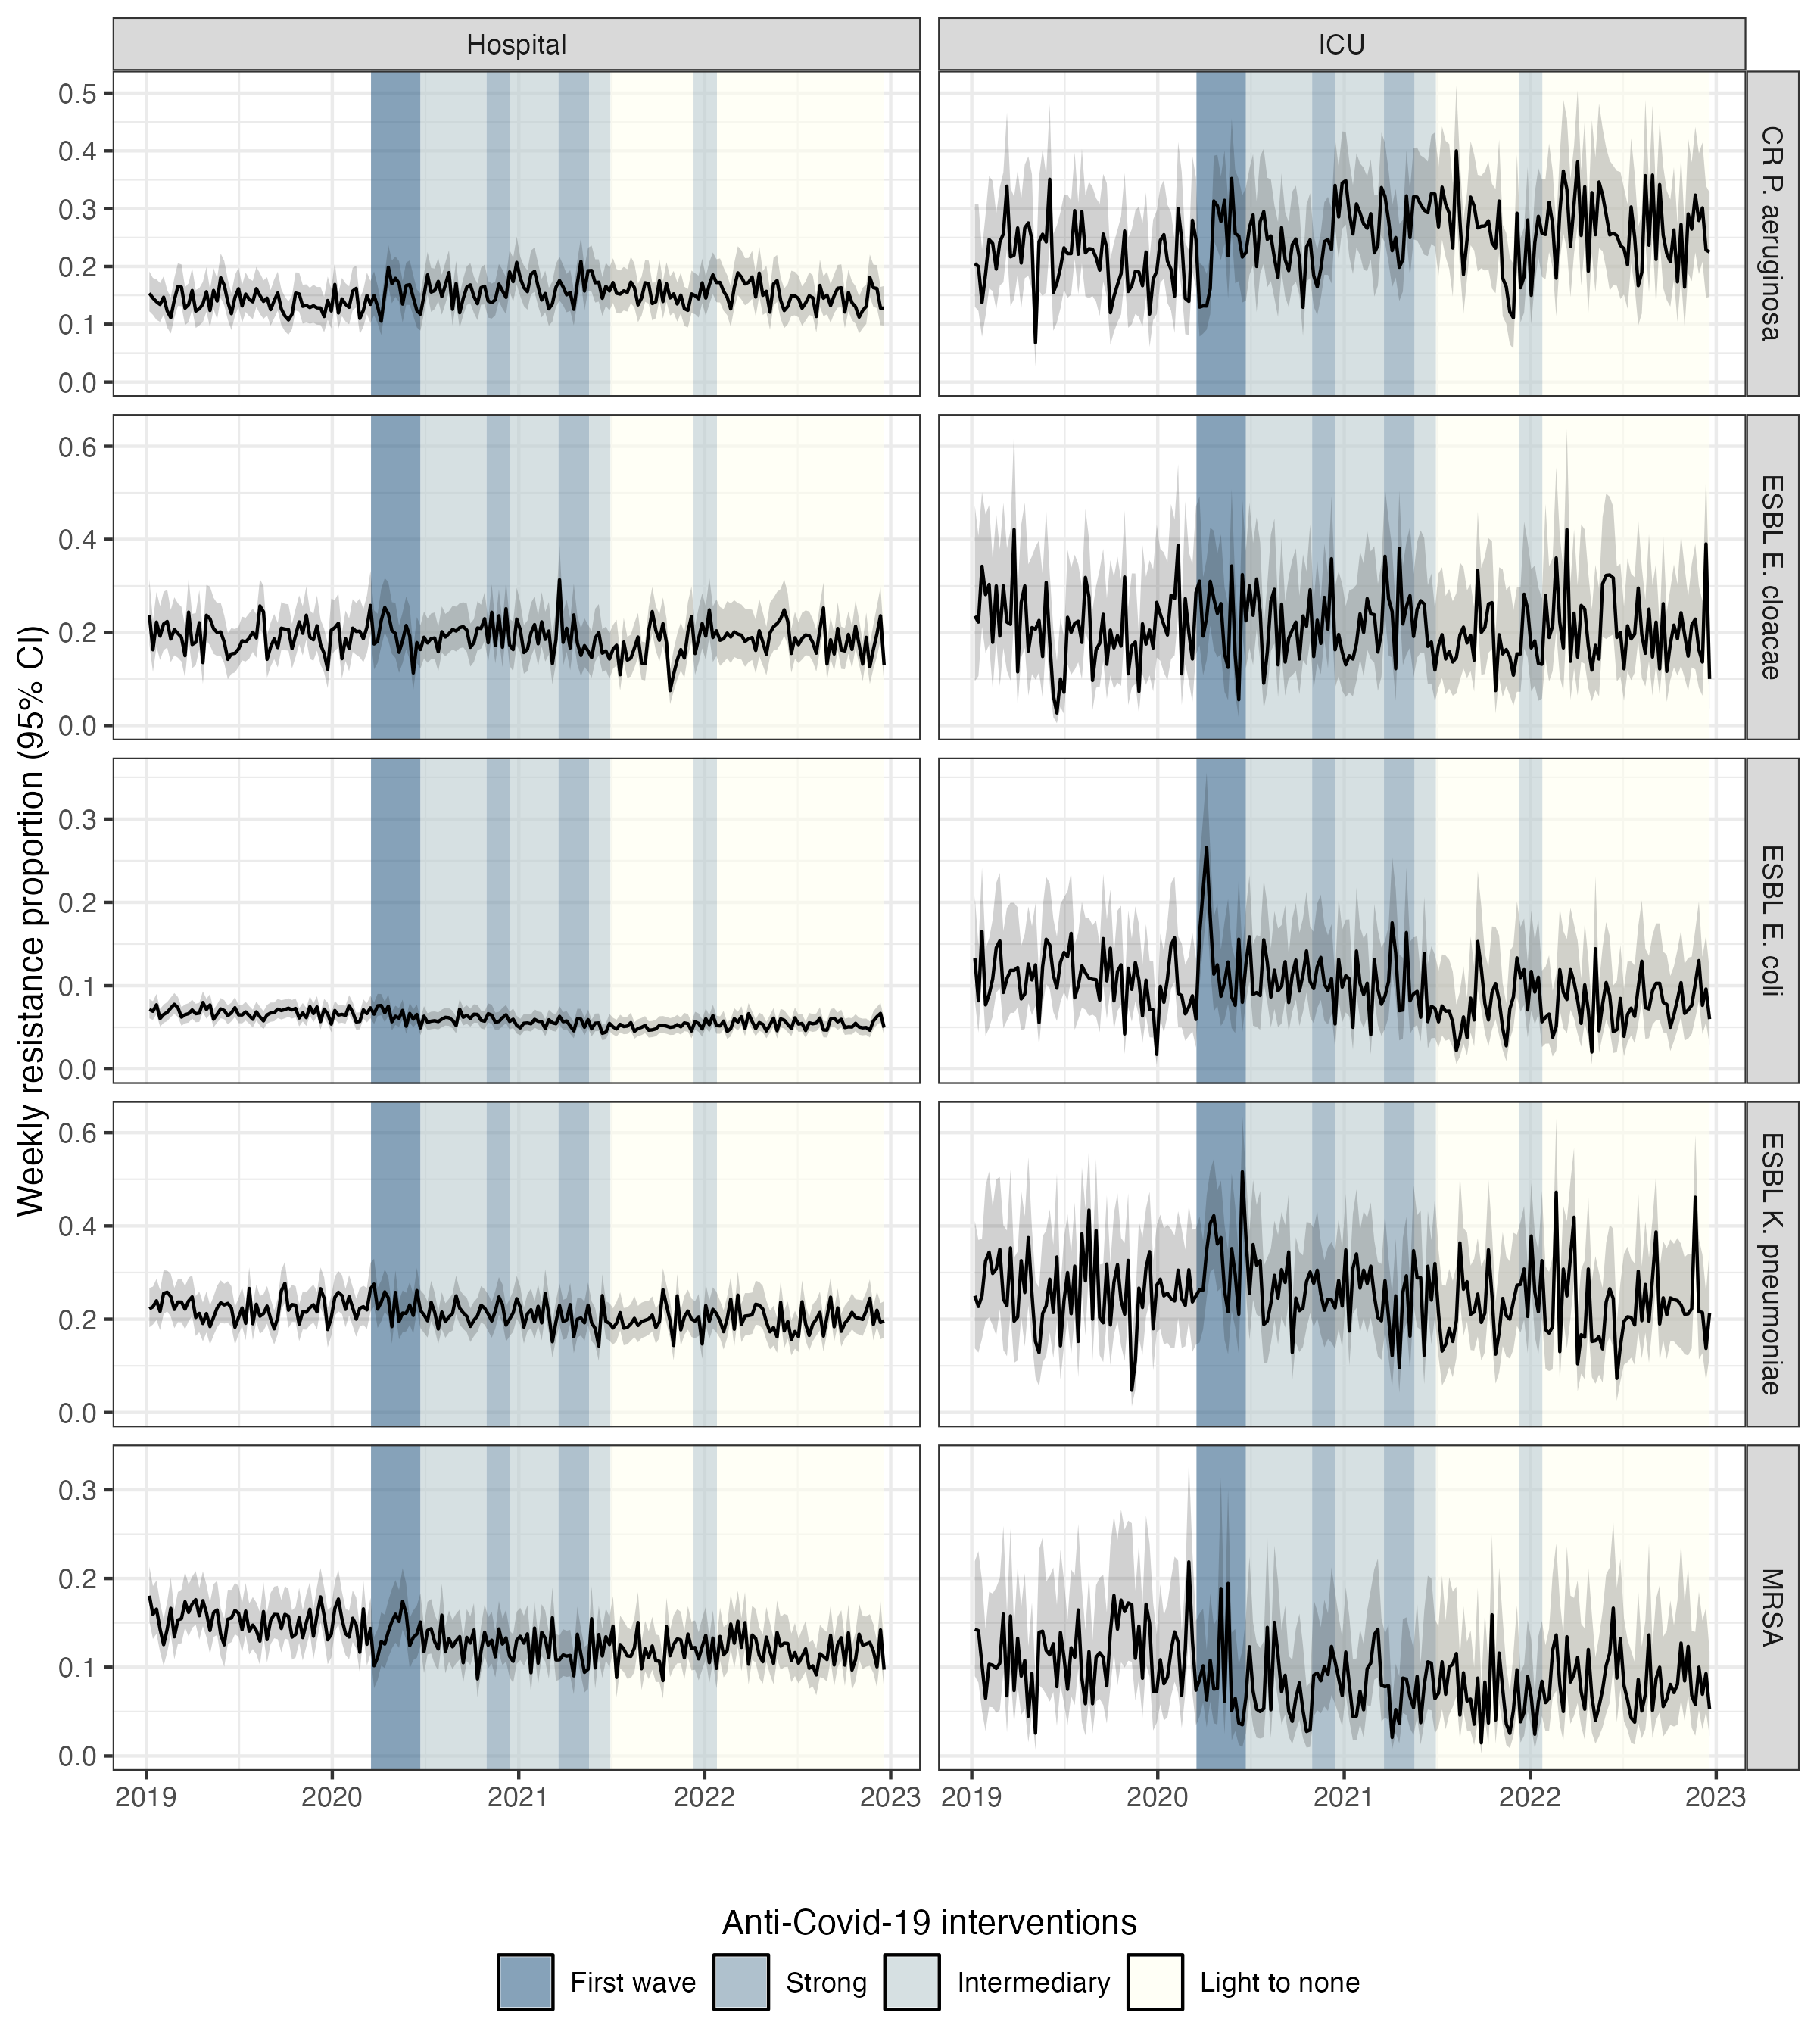 Hospital
ICU
Weekly resistance proportion (95% CI)
0.5
0.4
0.3
0.2
0.1
0.0
CR P. aeruginosa
0.6
0.4
0.2
0.0
ESBL E. cloacae
0.3
0.2
0.1
0.0
ESBL E. coli
0.6
0.4
0.2
0.0
ESBL K. pneumoniae
0.3
0.2
0.1
0.0
MRSA
2019 2020 2021 2022 2023
2019 2020 2021 2022 2023
Anti-Covid-19 interventions
First wave Strong Intermediary Light to none